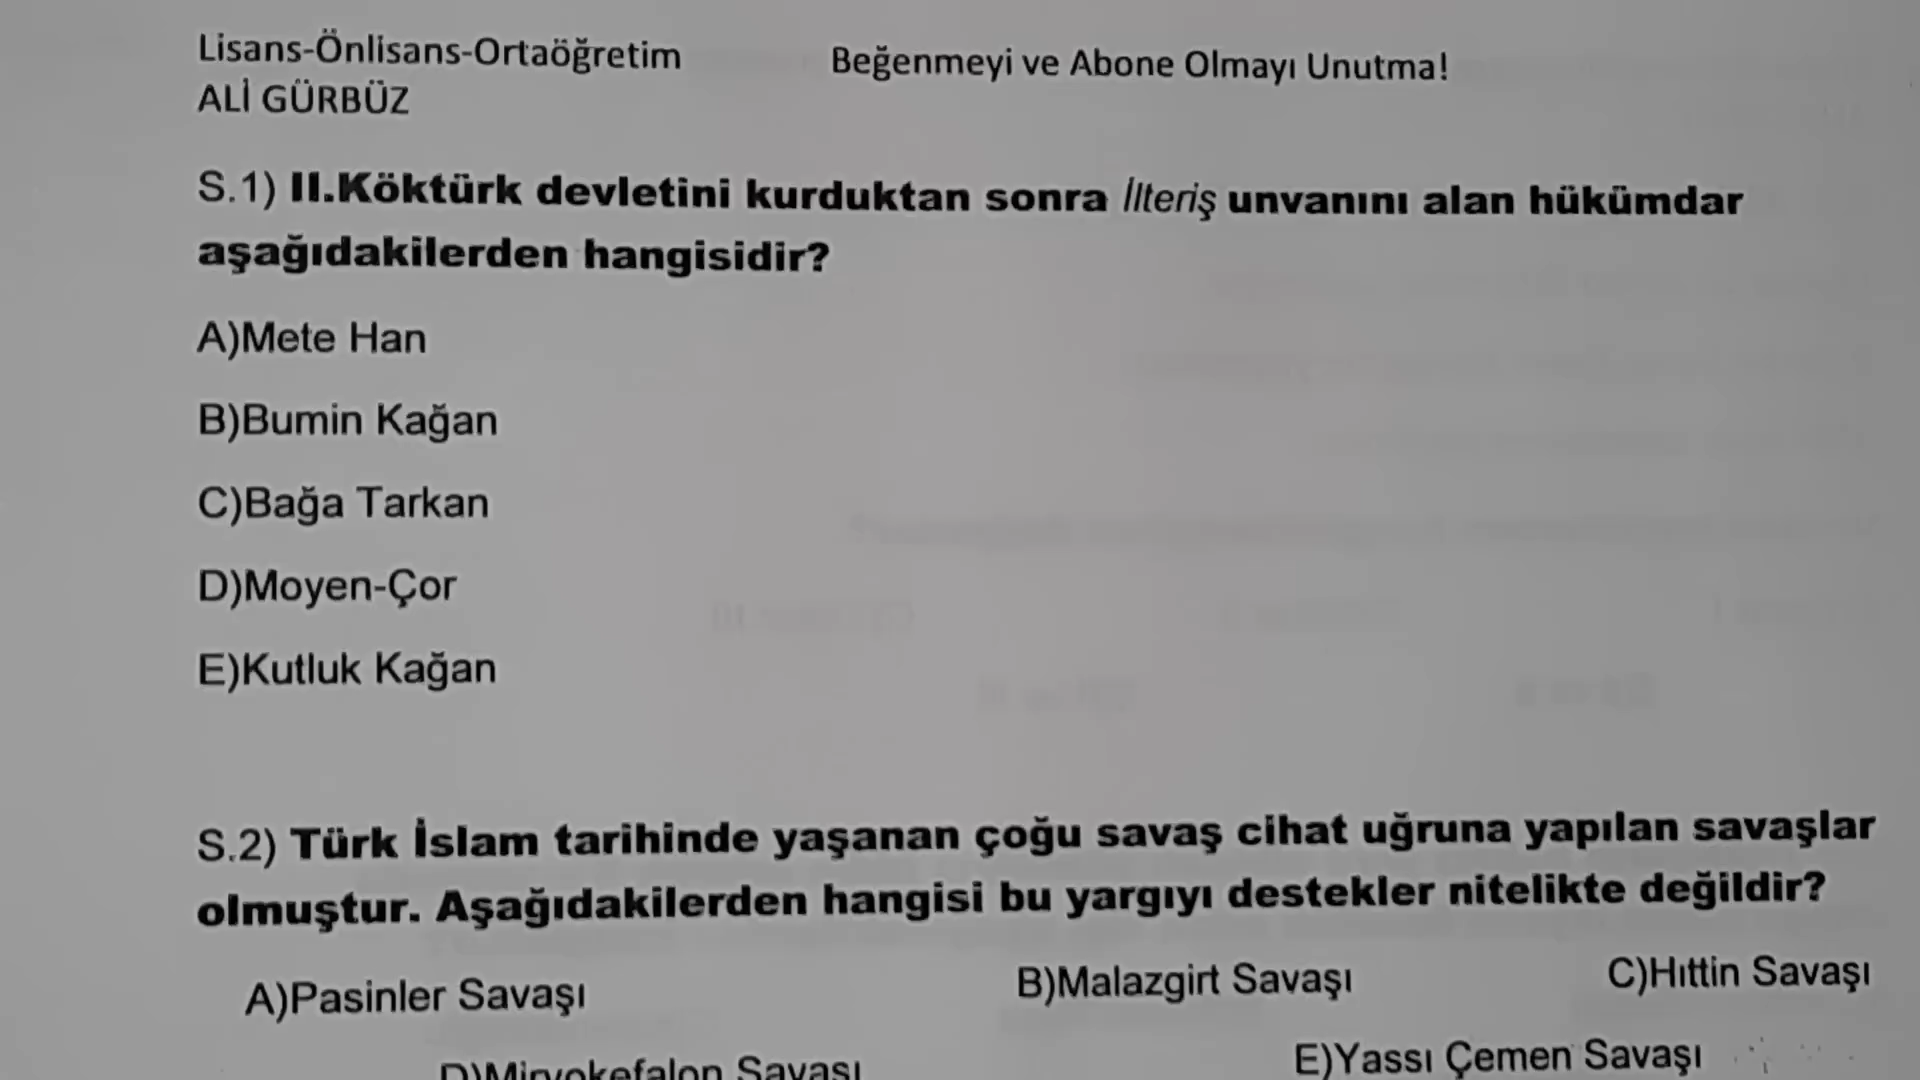 Lisans-Önlisans-Ortaöğretim Beğenmeyi ve Abone Olmayı Unutma!
ALİ GÜRBÜZ
S.1) II.Köktürk devletini kurduktan sonra İlteriş unvanını alan hükümdar
aşağıdakilerden hangisidir?
A)Mete Han
B)Bumin Kağan
C)Bağa Tarkan
D)Moyen-Çor
E)Kutluk Kağan
S.2) Türk İslam tarihinde yaşanan çoğu savaş cihat uğruna yapılan savaşlar
olmuştur. Aşağıdakilerden hangisi bu yargıyı destekler nitelikte değildir?
A)Pasinler Savaşı B)Malazgirt Savaşı C)Hıttin Savaşı
D)Miryokefalon Savaşı E)Yassı Çemen Savaşı